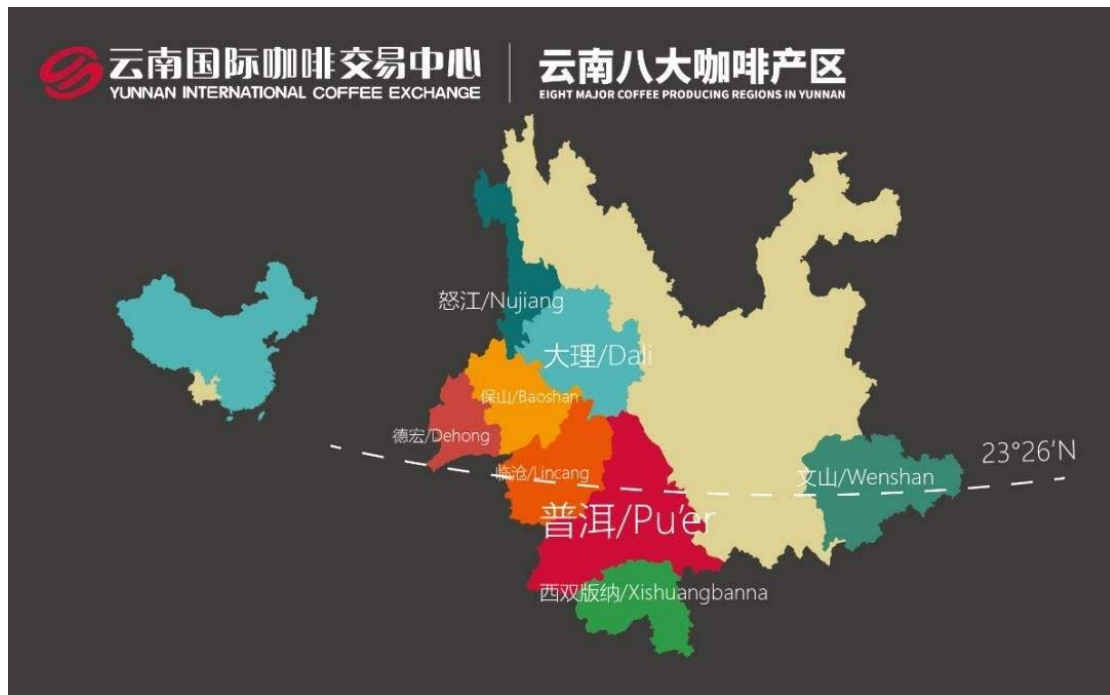 云南国际咖啡交易中心
YUNNAN INTERNATIONAL COFFEE EXCHANGE
云南八大咖啡产区
EIGHT MAJOR COFFEE PRODUCING REGIONS IN YUNNAN
怒江/Nujiang
大理/Dali
保山/Baoshan
德宏/Dehong
23°26'N
临沧/Lincang
文山/Wenshan
普洱/Pu'er
西双版纳/Xishuangbanna